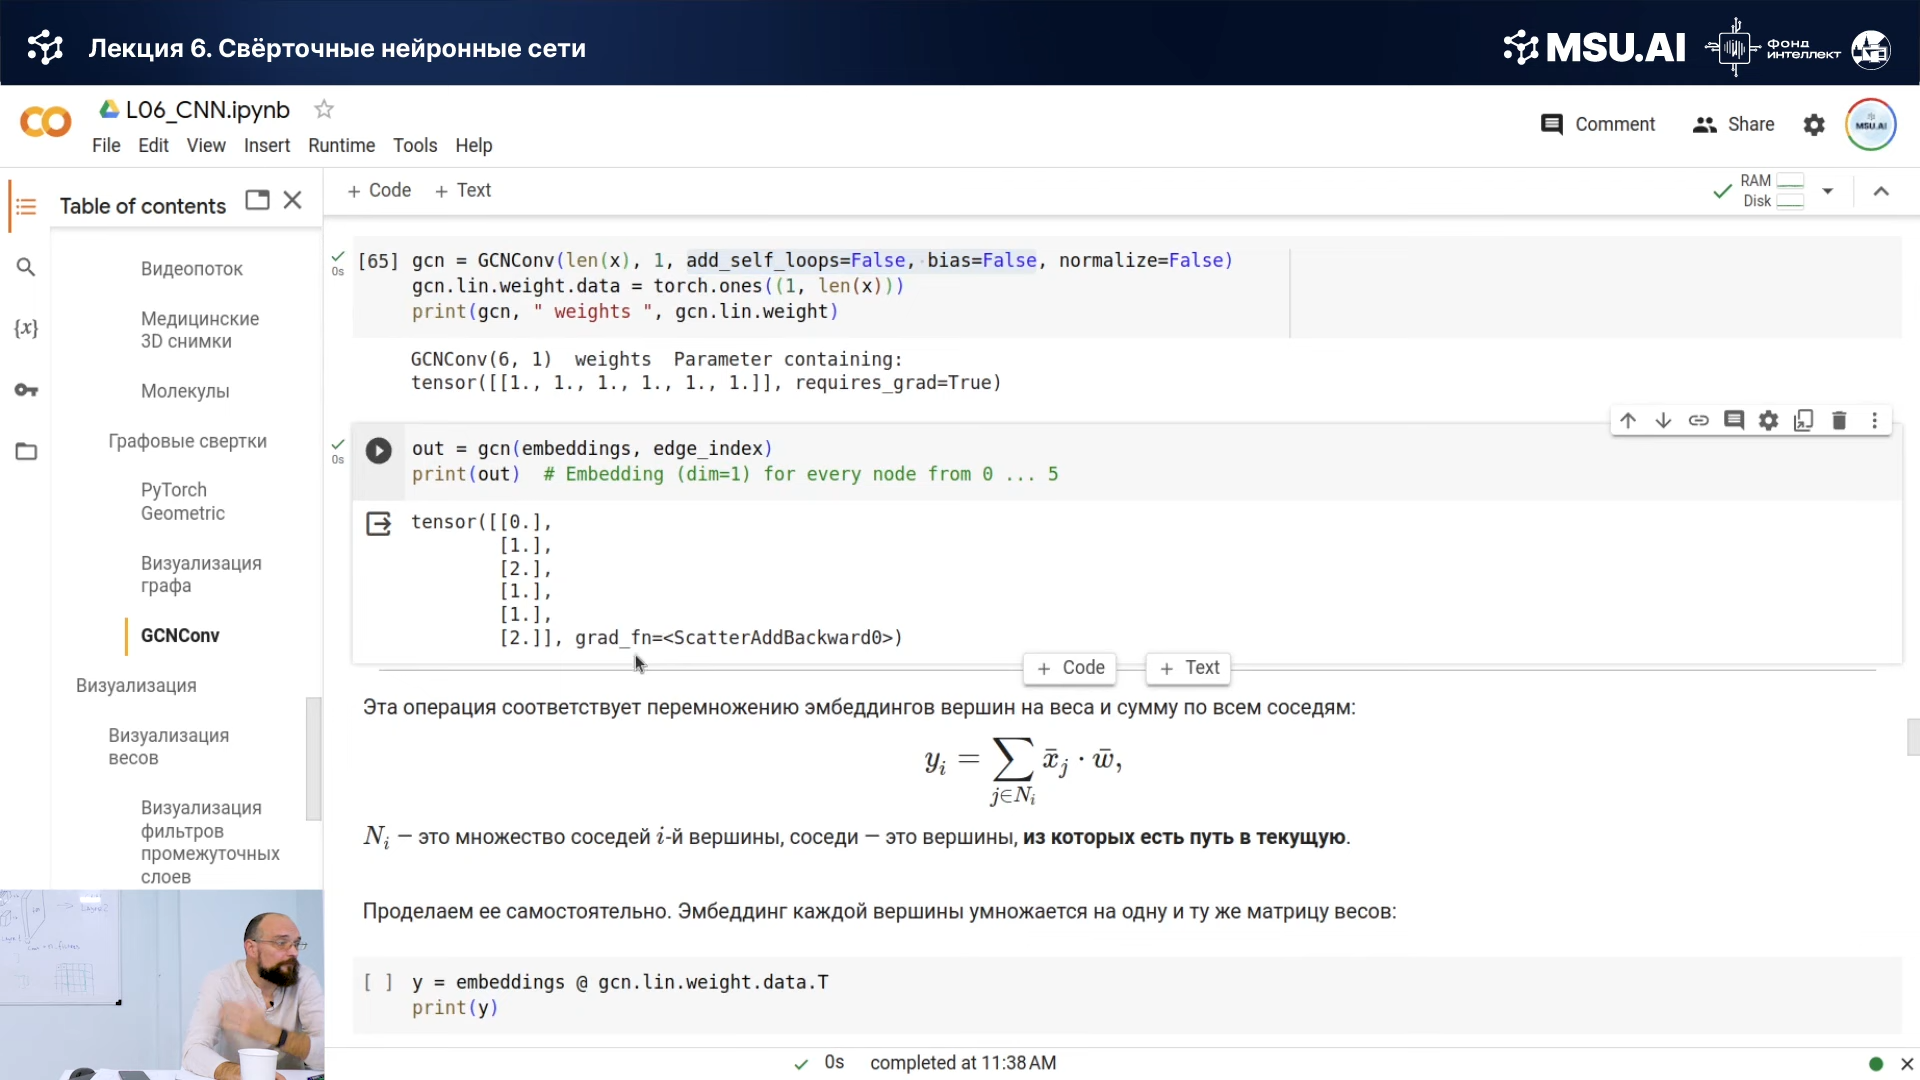 Лекция 6. Свёрточные нейронные сети
MSU.AI
ФОНД
ИНТЕЛЛЕКТ
L06_CNN.ipynb
File Edit View Insert Runtime Tools Help
Comment
Share
MSU.AI
Table of contents
+ Code + Text
RAM
Disk
Видеопоток
Медицинские
3D снимки
Молекулы
Графовые свертки
PyTorch
Geometric
Визуализация
графа
GCNConv
Визуализация
Визуализация
весов
Визуализация
фильтров
промежуточных
слоев
{x}
0s
[65] gcn = GCNConv(len(x), 1, add_self_loops=False, bias=False, normalize=False)
gcn.lin.weight.data = torch.ones((1, len(x)))
print(gcn, " weights ", gcn.lin.weight)
GCNConv(6, 1)  weights  Parameter containing:
tensor([[1., 1., 1., 1., 1., 1.]], requires_grad=True)
0s
out = gcn(embeddings, edge_index)
print(out)  # Embedding (dim=1) for every node from 0 ... 5
tensor([[0.],
[1.],
[2.],
[1.],
[1.],
[2.]], grad_fn=<ScatterAddBackward0>)
+ Code + Text
Эта операция соответствует перемножению эмбеддингов вершин на веса и сумму по всем соседям:
y_i = ∑_{j∈N_i} x̄_j · w̄,
N_i — это множество соседей i-й вершины, соседи — это вершины, из которых есть путь в текущую.
Проделаем ее самостоятельно. Эмбеддинг каждой вершины умножается на одну и ту же матрицу весов:
[ ] y = embeddings @ gcn.lin.weight.data.T
print(y)
0s completed at 11:38 AM